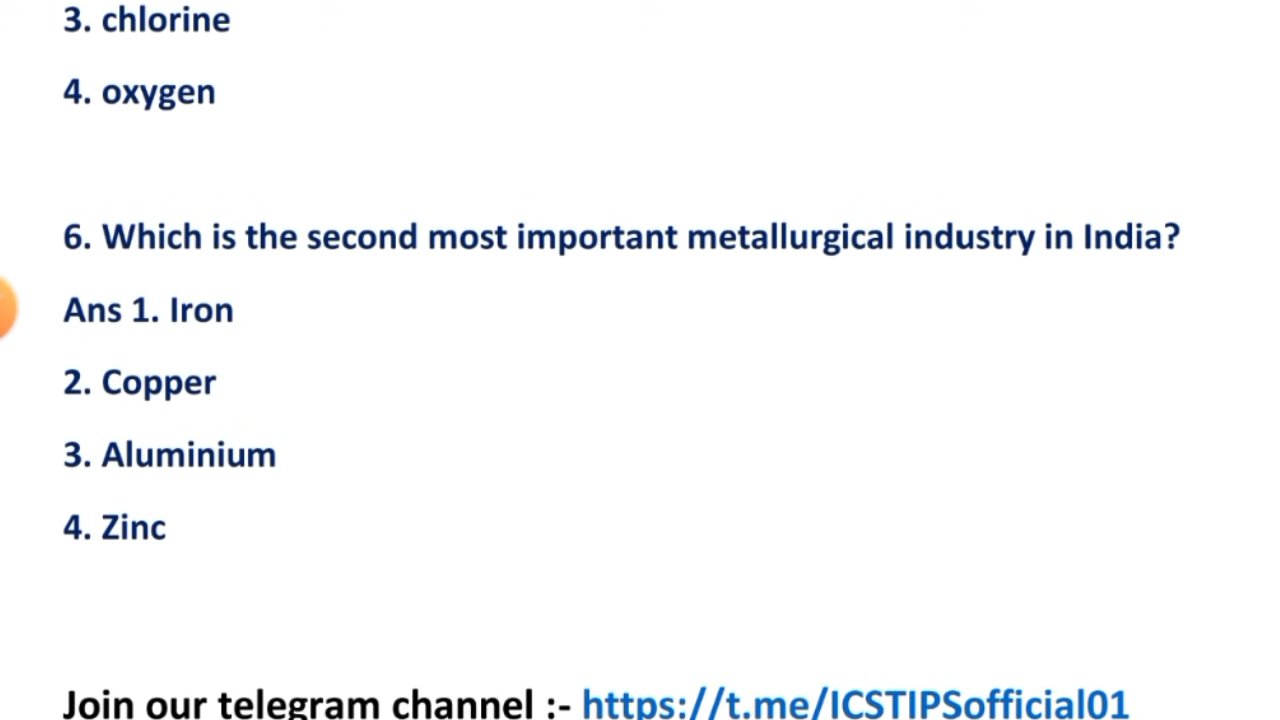 3. chlorine
4. oxygen
6. Which is the second most important metallurgical industry in India?
Ans 1. Iron
2. Copper
3. Aluminium
4. Zinc
Join our telegram channel :- https://t.me/ICSTIPSofficial01